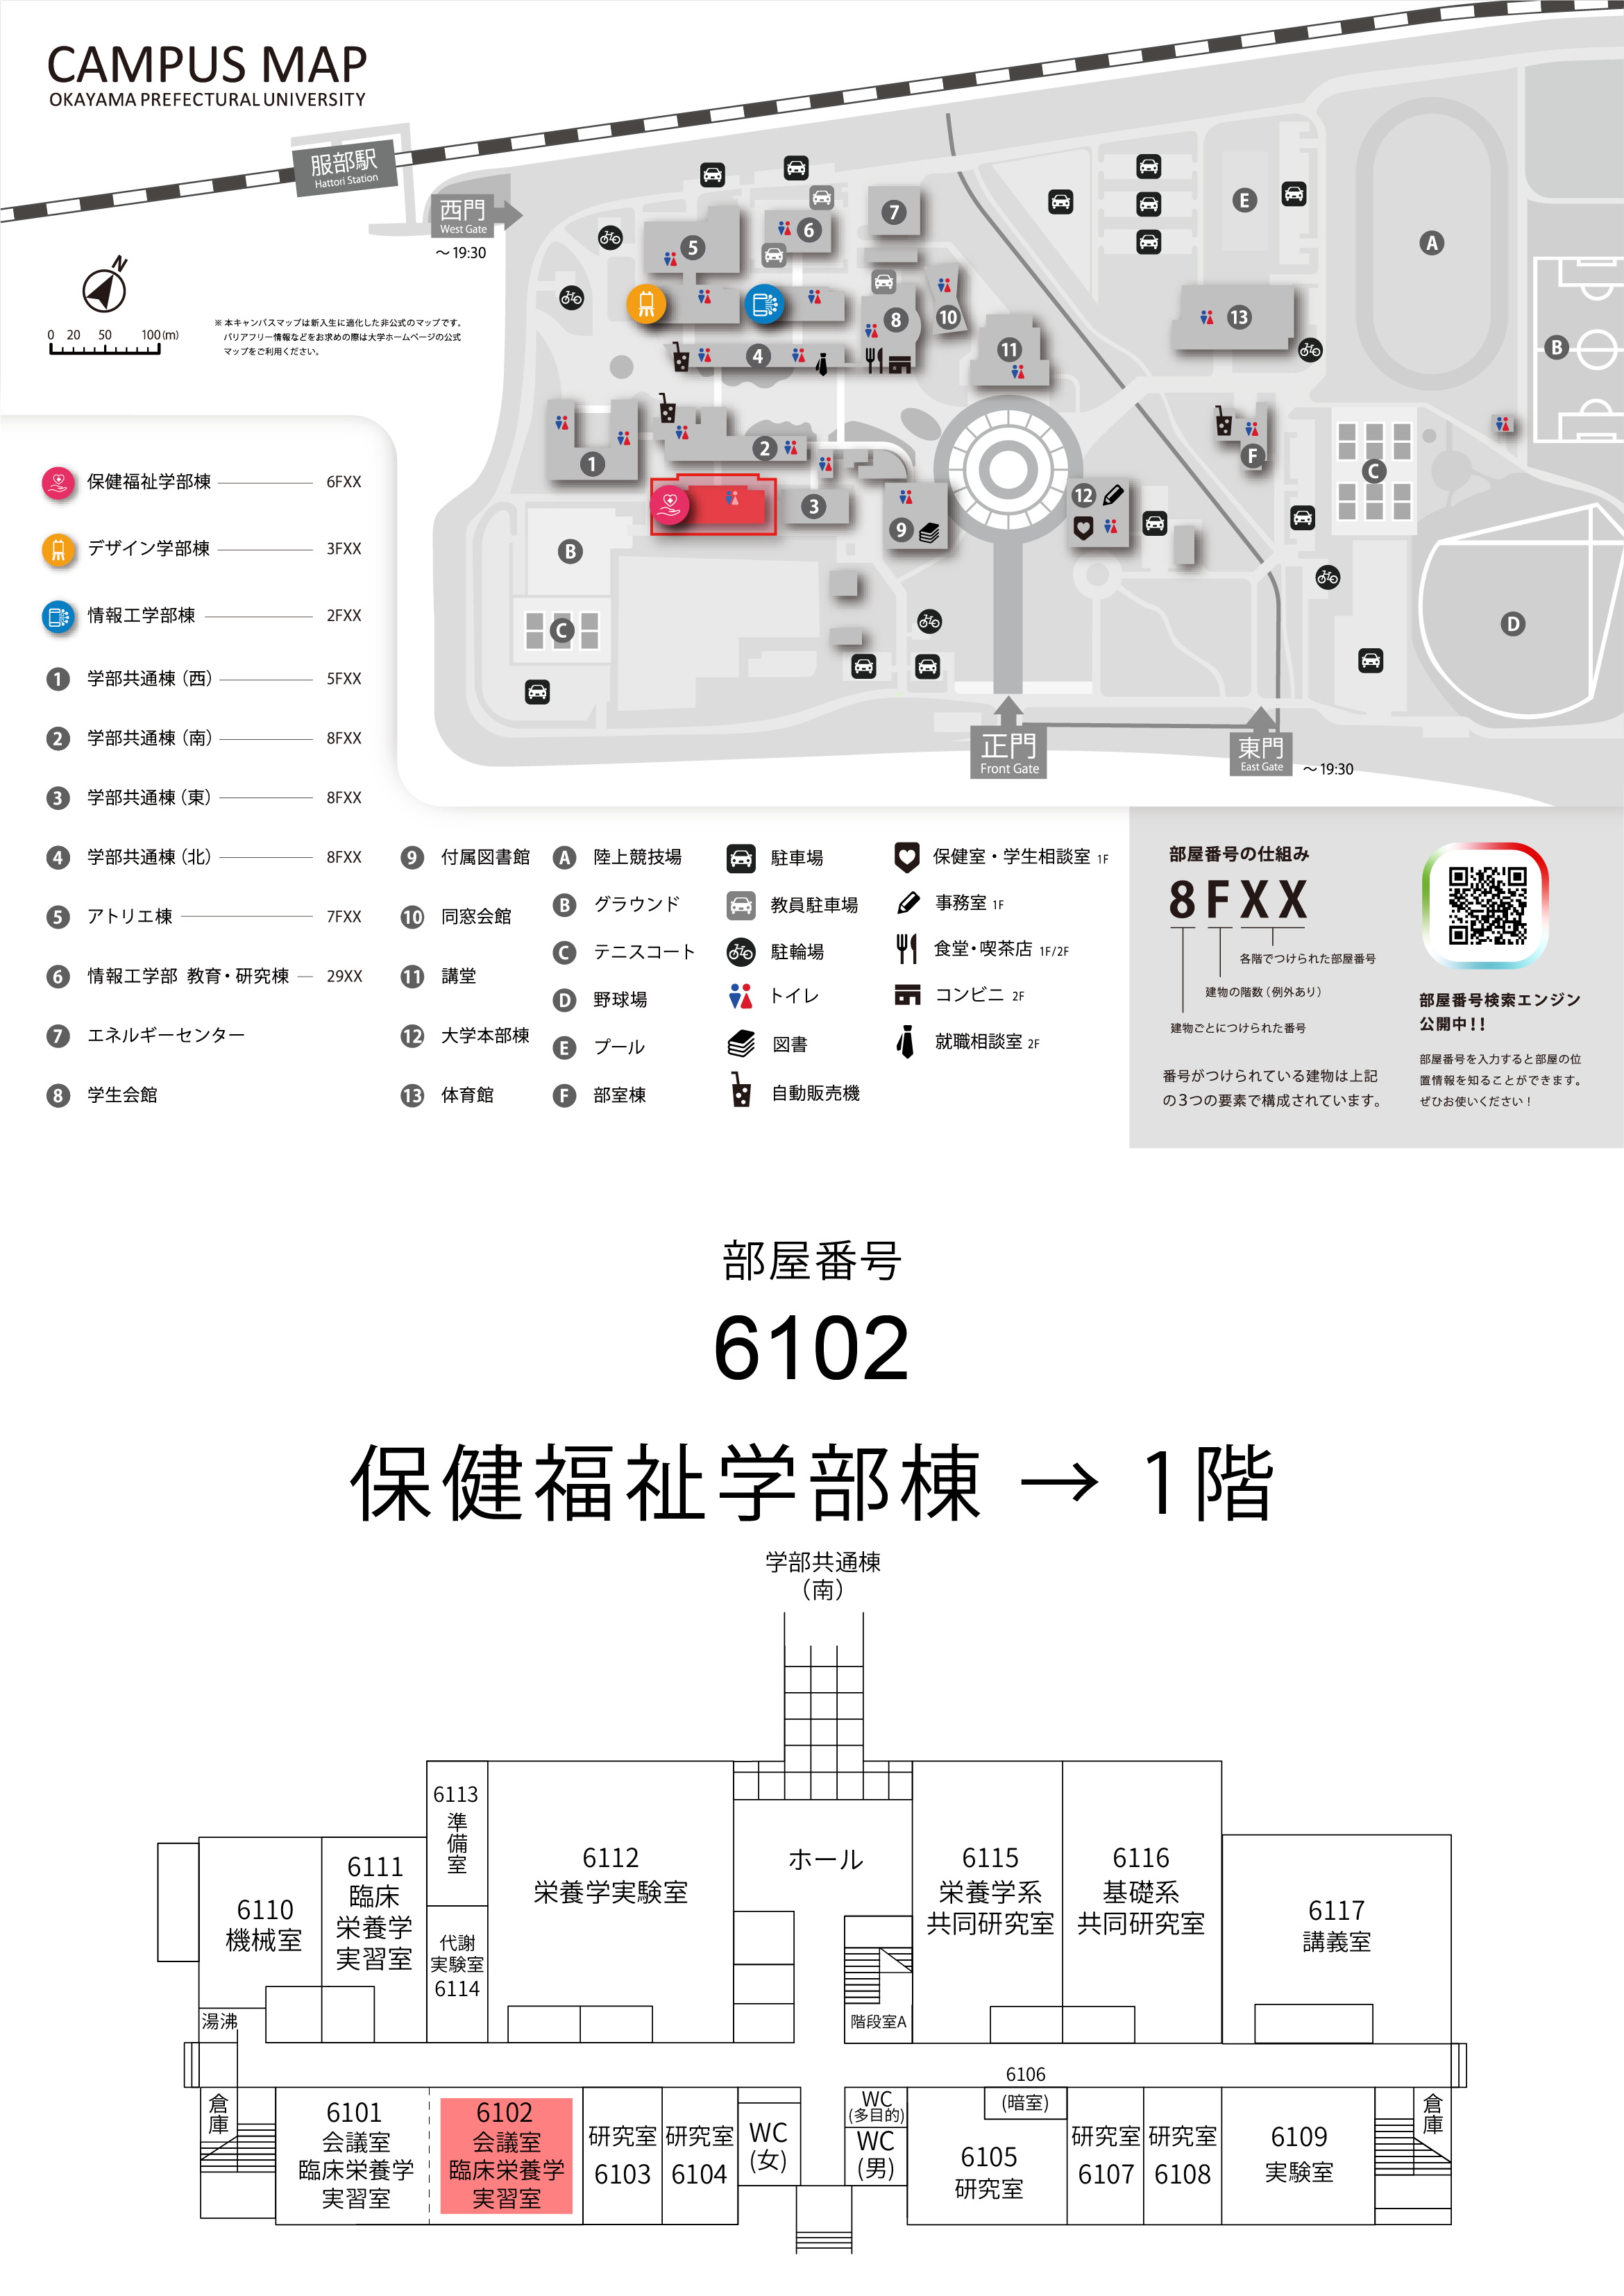 CAMPUS MAP
OKAYAMA PREFECTURAL UNIVERSITY
服部駅
Hattori Station
西門
West Gate
～19:30
N
0 20 50 100(m)
※ 本キャンパスマップは新入生に適化した非公式のマップです。
バリアフリー情報などをお求めの際は大学ホームページの公式
マップをご利用ください。
5
6
7
8
10
4
11
1
2
3
9
12
13
A
B
C
D
E
F
B
C
正門
Front Gate
東門
East Gate
～19:30
保健福祉学部棟 6FXX
デザイン学部棟 3FXX
情報工学部棟 2FXX
1 学部共通棟（西） 5FXX
2 学部共通棟（南） 8FXX
3 学部共通棟（東） 8FXX
4 学部共通棟（北） 8FXX
5 アトリエ棟 7FXX
6 情報工学部 教育・研究棟 29XX
7 エネルギーセンター
8 学生会館
9 付属図書館
10 同窓会館
11 講堂
12 大学本部棟
13 体育館
A 陸上競技場
B グラウンド
C テニスコート
D 野球場
E プール
F 部室棟
駐車場
教員駐車場
駐輪場
トイレ
図書
自動販売機
保健室・学生相談室 1F
事務室 1F
食堂・喫茶店 1F/2F
コンビニ 2F
就職相談室 2F
部屋番号の仕組み
8FXX
各階でつけられた部屋番号
建物の階数（例外あり）
建物ごとにつけられた番号
番号がつけられている建物は上記
の３つの要素で構成されています。
部屋番号検索エンジン
公開中！！
部屋番号を入力すると部屋の位
置情報を知ることができます。
ぜひお使いください！
部屋番号
6102
保健福祉学部棟 → 1階
学部共通棟
（南）
6113
準備室
6112
栄養学実験室
ホール
6115
栄養学系
共同研究室
6116
基礎系
共同研究室
6117
講義室
6111
臨床
栄養学
実習室
6110
機械室
代謝
実験室
6114
湯沸
階段室A
倉庫
6101
会議室
臨床栄養学
実習室
6102
会議室
臨床栄養学
実習室
研究室
6103
研究室
6104
WC
(女)
WC
(多目的)
WC
(男)
6106
(暗室)
6105
研究室
研究室
6107
研究室
6108
6109
実験室
倉庫